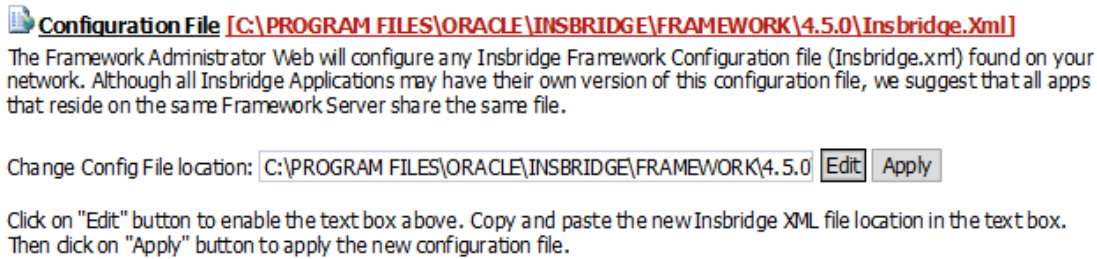 Configuration File [C:\PROGRAM FILES\ORACLE\INSBRIDGE\FRAMEWORK\4.5.0\Insbridge.Xml]
The Framework Administrator Web will configure any Insbridge Framework Configuration file (Insbridge.xml) found on your
network. Although all Insbridge Applications may have their own version of this configuration file, we suggest that all apps
that reside on the same Framework Server share the same file.
Change Config File location: C:\PROGRAM FILES\ORACLE\INSBRIDGE\FRAMEWORK\4.5.0 Edit Apply
Click on "Edit" button to enable the text box above. Copy and paste the new Insbridge XML file location in the text box.
Then click on "Apply" button to apply the new configuration file.